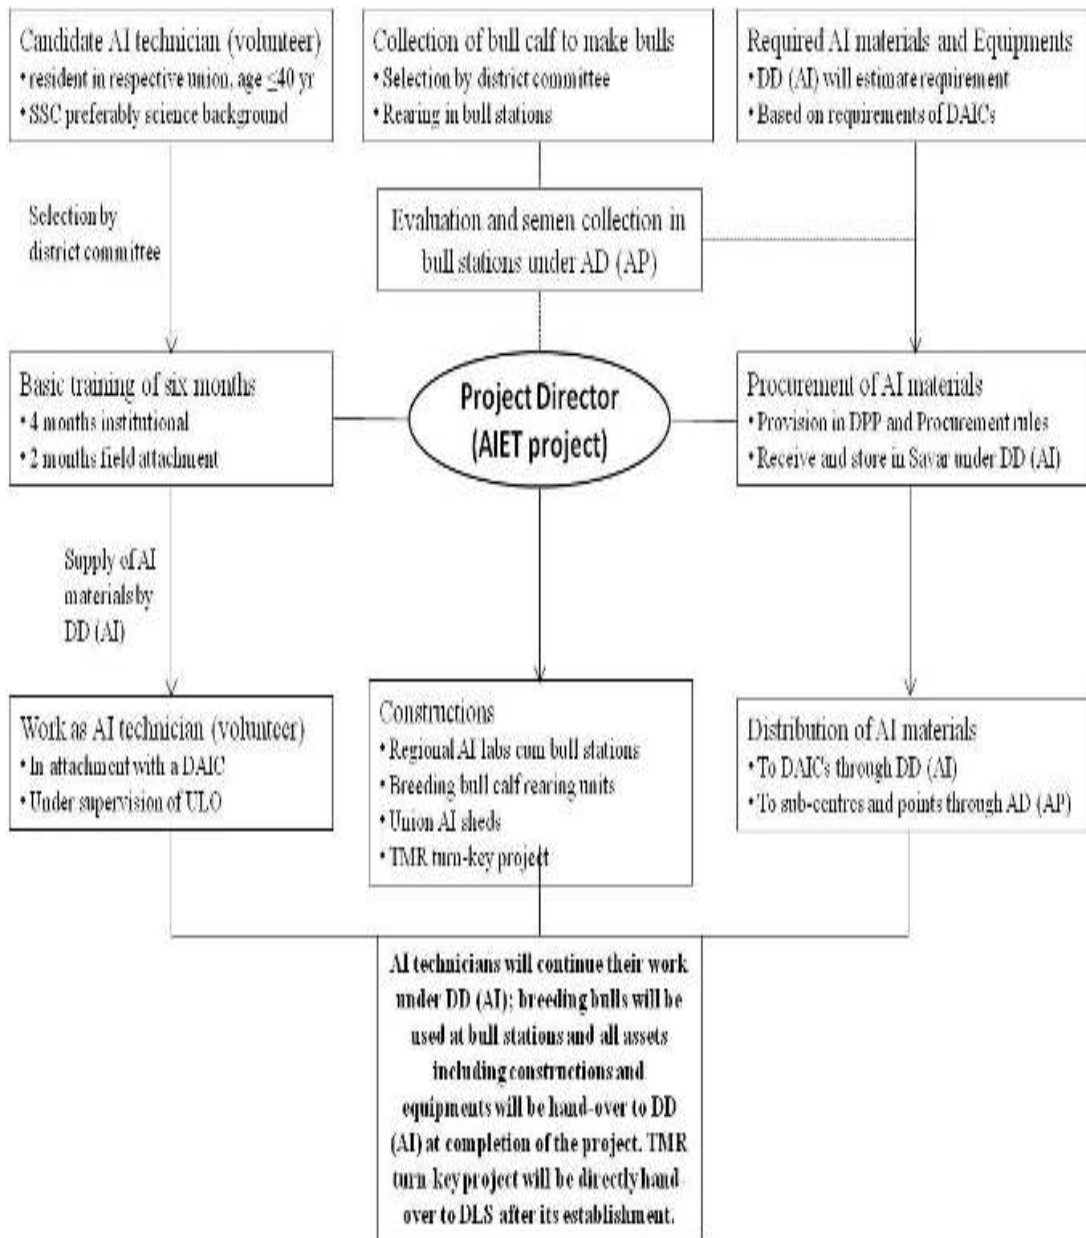 Candidate AI technician (volunteer)
• resident in respective union, age ≤40 yr
• SSC preferably science background
Collection of bull calf to make bulls
• Selection by district committee
• Rearing in bull stations
Required AI materials and Equipments
• DD (AI) will estimate requirement
• Based on requirements of DAICs
Selection by
district committee
Evaluation and semen collection in
bull stations under AD (AP)
Basic training of six months
• 4 months institutional
• 2 months field attachment
Project Director
(AIET project)
Procurement of AI materials
• Provision in DPP and Procurement rules
• Receive and store in Savar under DD (AI)
Supply of AI
materials by
DD (AI)
Work as AI technician (volunteer)
• In attachment with a DAIC
• Under supervision of ULO
Constructions
• Regional AI labs cum bull stations
• Breeding bull calf rearing units
• Union AI sheds
• TMR turn-key project
Distribution of AI materials
• To DAICs through DD (AI)
• To sub-centres and points through AD (AP)
AI technicians will continue their work
under DD (AI); breeding bulls will be
used at bull stations and all assets
including constructions and
equipments will be hand-over to DD
(AI) at completion of the project. TMR
turn-key project will be directly hand
over to DLS after its establishment.